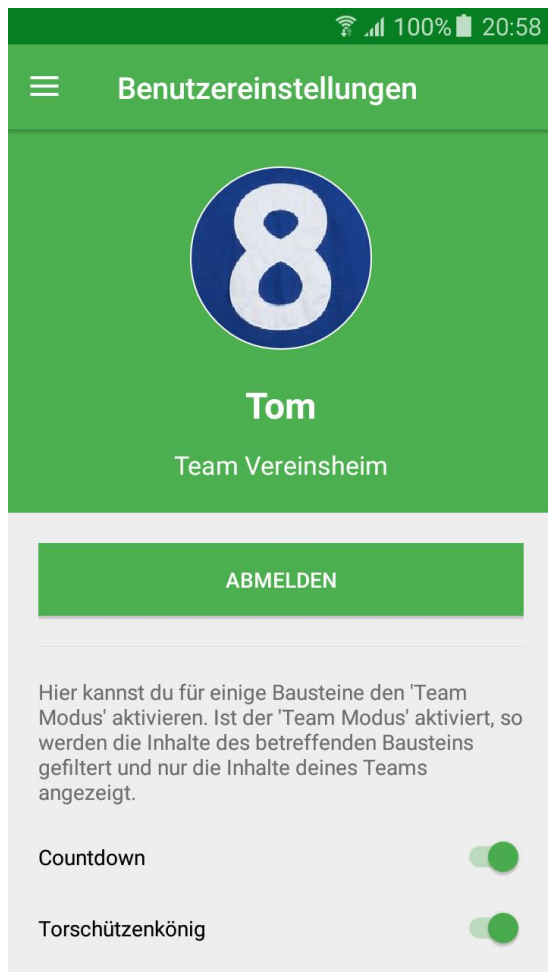 100% 20:58
Benutzereinstellungen
8
Tom
Team Vereinsheim
ABMELDEN
Hier kannst du für einige Bausteine den 'Team
Modus' aktivieren. Ist der 'Team Modus' aktiviert, so
werden die Inhalte des betreffenden Bausteins
gefiltert und nur die Inhalte deines Teams
angezeigt.
Countdown
Torschützenkönig